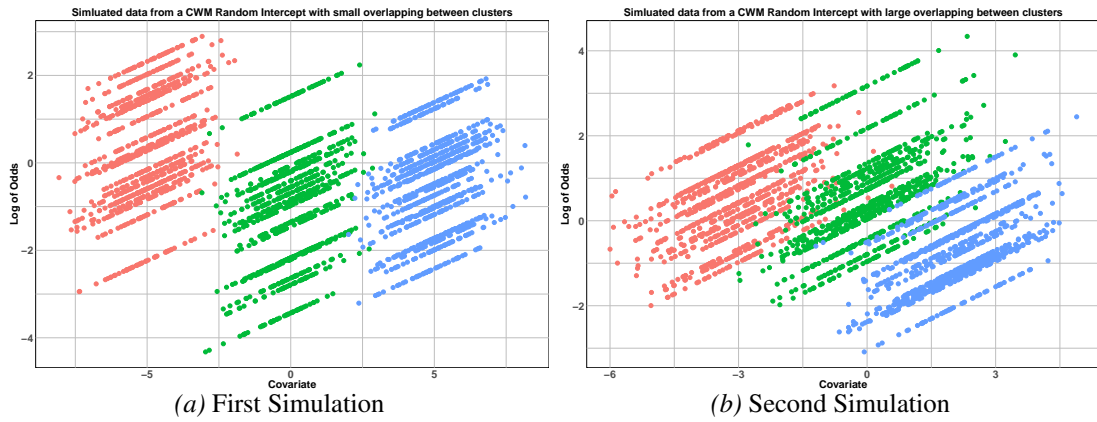 Simluated data from a CWM Random Intercept with small overlapping between clusters
2
0
−2
−4
Log of Odds
−5
0
5
Covariate
(a) First Simulation
Simluated data from a CWM Random Intercept with large overlapping between clusters
4
2
0
−2
Log of Odds
−6
−3
0
3
Covariate
(b) Second Simulation